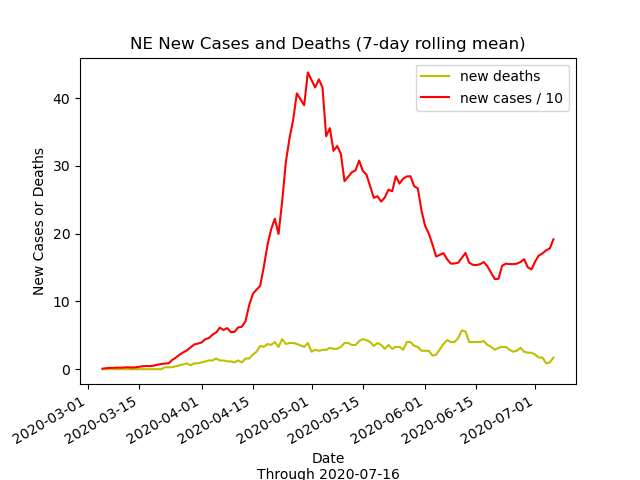 NE New Cases and Deaths (7-day rolling mean)
new deaths
new cases / 10
New Cases or Deaths
40
30
20
10
0
2020-03-01
2020-03-15
2020-04-01
2020-04-15
2020-05-01
2020-05-15
2020-06-01
2020-06-15
2020-07-01
Date
Through 2020-07-16